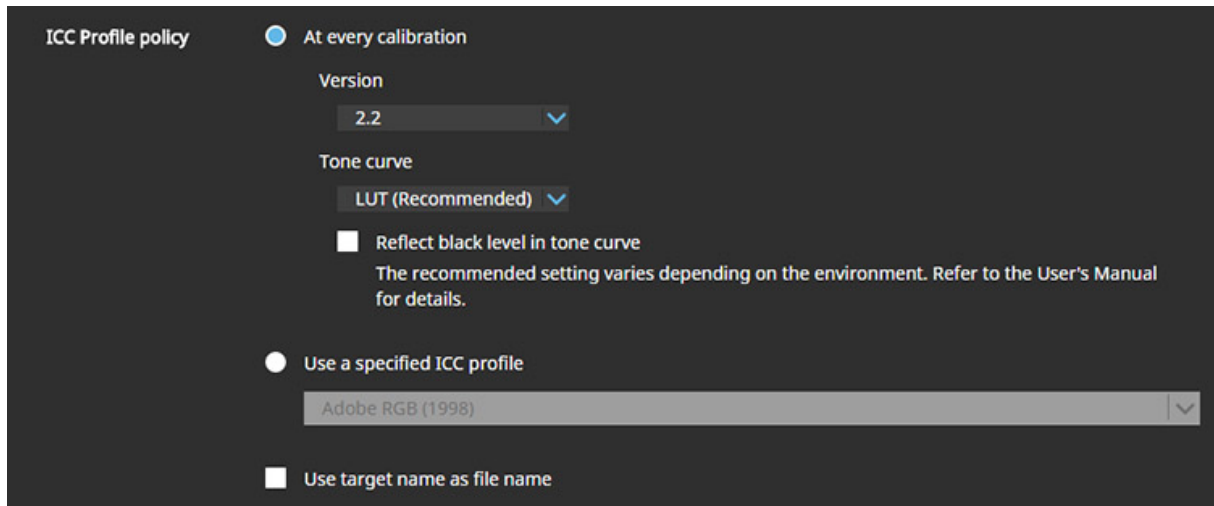 ICC Profile policy
At every calibration
Version
2.2
Tone curve
LUT (Recommended)
Reflect black level in tone curve
The recommended setting varies depending on the environment. Refer to the User's Manual
for details.
Use a specified ICC profile
Adobe RGB (1998)
Use target name as file name